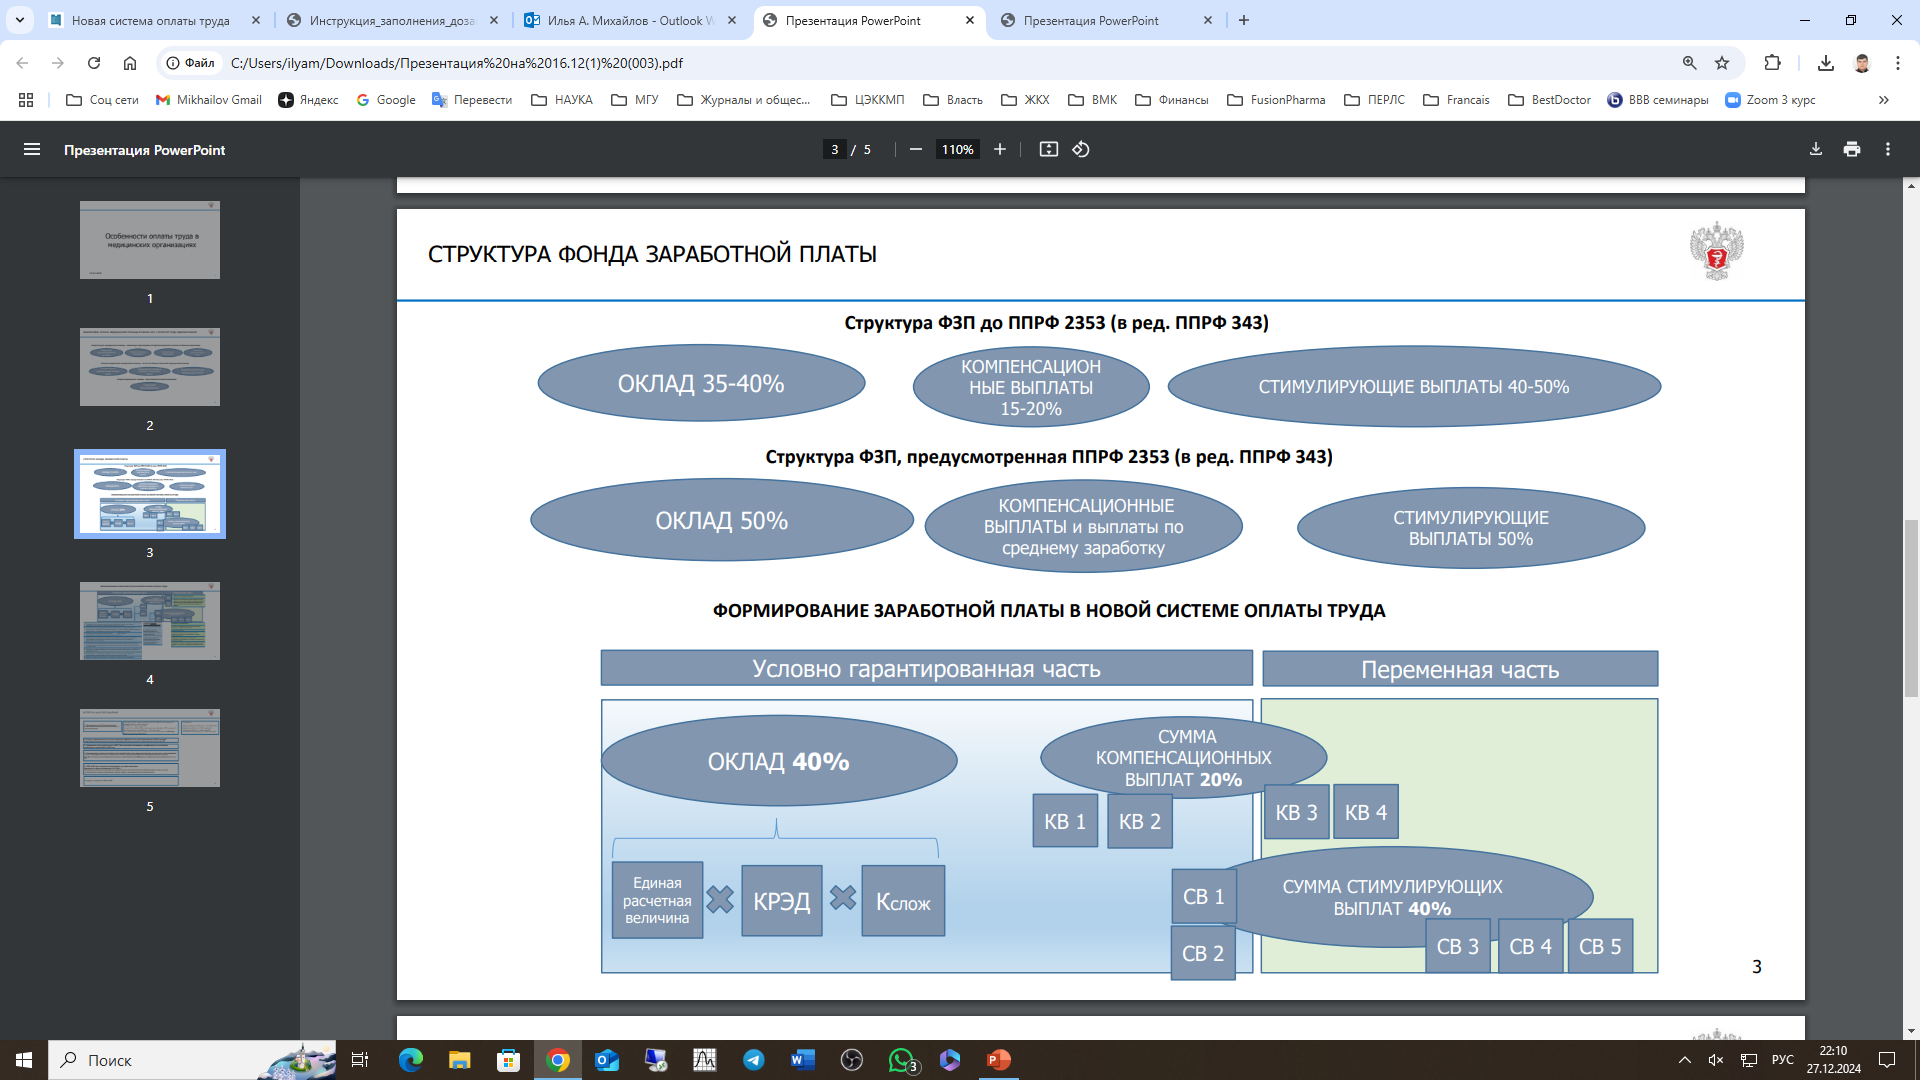 Новая система оплаты труда
Инструкция_заполнения_доза
Илья А. Михайлов - Outlook W
Презентация PowerPoint
Презентация PowerPoint
Файл
C:/Users/ilyam/Downloads/Презентация%20на%2016.12(1)%20(003).pdf
Соц сети
Mikhailov Gmail
Яндекс
Google
Перевести
НАУКА
МГУ
Журналы и общес...
ЦЭККМП
Власть
ЖКХ
ВМК
Финансы
FusionPharma
ПЕРЛС
Francais
BestDoctor
BBB семинары
Zoom 3 курс
Презентация PowerPoint
3 / 5
110%
Особенности оплаты труда в
медицинских организациях
1
2
3
4
5
СТРУКТУРА ФОНДА ЗАРАБОТНОЙ ПЛАТЫ
Структура ФЗП до ППРФ 2353 (в ред. ППРФ 343)
ОКЛАД 35-40%
КОМПЕНСАЦИОН
НЫЕ ВЫПЛАТЫ
15-20%
СТИМУЛИРУЮЩИЕ ВЫПЛАТЫ 40-50%
Структура ФЗП, предусмотренная ППРФ 2353 (в ред. ППРФ 343)
ОКЛАД 50%
КОМПЕНСАЦИОННЫЕ
ВЫПЛАТЫ и выплаты по
среднему заработку
СТИМУЛИРУЮЩИЕ
ВЫПЛАТЫ 50%
ФОРМИРОВАНИЕ ЗАРАБОТНОЙ ПЛАТЫ В НОВОЙ СИСТЕМЕ ОПЛАТЫ ТРУДА
Условно гарантированная часть
Переменная часть
ОКЛАД 40%
СУММА
КОМПЕНСАЦИОННЫХ
ВЫПЛАТ 20%
КВ 1
КВ 2
КВ 3
КВ 4
Единая
расчетная
величина
КРЭД
Кслож
СВ 1
СУММА СТИМУЛИРУЮЩИХ
ВЫПЛАТ 40%
СВ 2
СВ 3
СВ 4
СВ 5
3
Поиск
3
РУС
22:10
27.12.2024